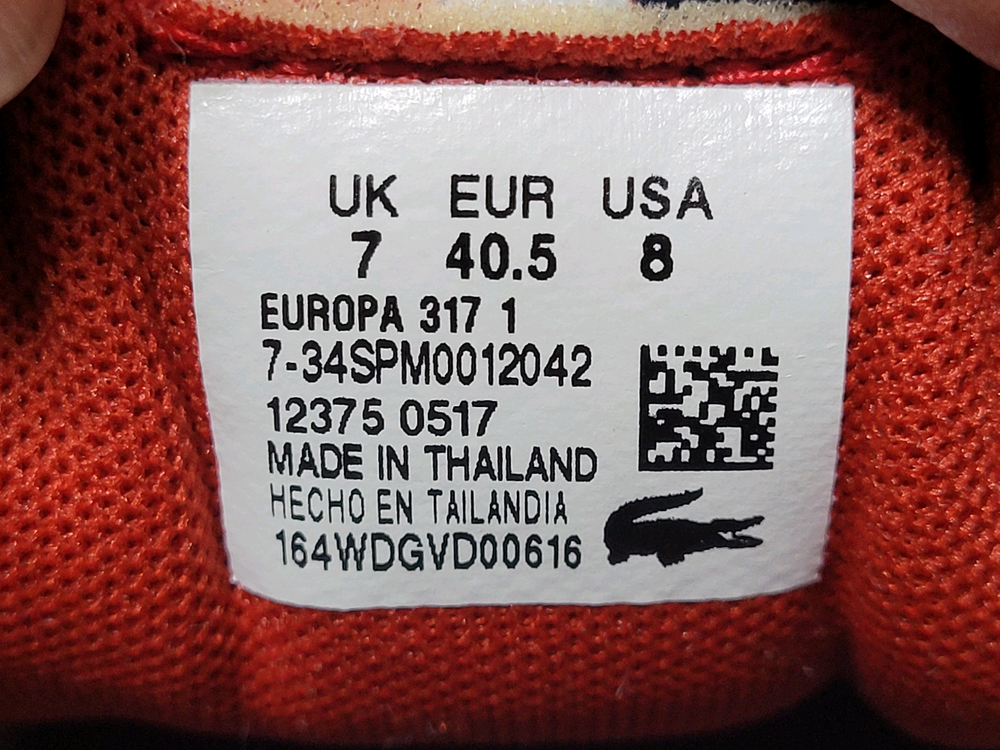 UK EUR USA
7 40.5 8
EUROPA 317 1
7-34SPM0012042
12375 0517
MADE IN THAILAND
HECHO EN TAILANDIA
164WDGVD00616